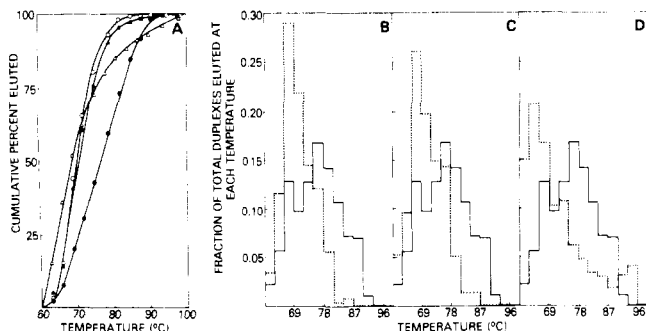 A
B
C
D
CUMULATIVE PERCENT ELUTED
100
75
50
25
60
70
80
90
100
TEMPERATURE (ºC)
FRACTION OF TOTAL DUPLEXES ELUTED AT
EACH TEMPERATURE
0.30
0.25
0.20
0.15
0.10
0.05
69 78 87 96
69 78 87 96
69 78 87 96
TEMPERATURE (ºC)